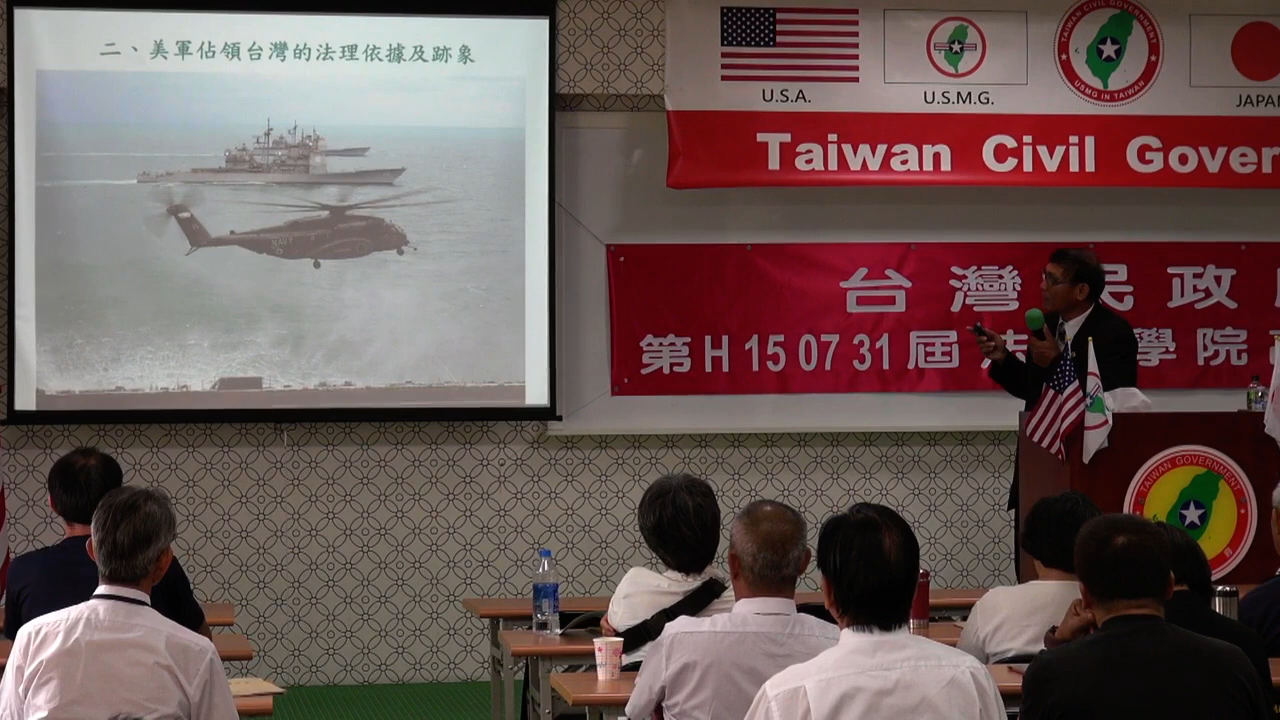 二、美軍佔領台灣的法理依據及跡象
NAVY
U.S.A.
U.S.M.G.
TAIWAN CIVIL GOVERNMENT
USMG IN TAIWAN
JAPAN
Taiwan Civil Gover
台灣民政
第H 15 07 31屆 學院
TAIWAN GOVERNMENT